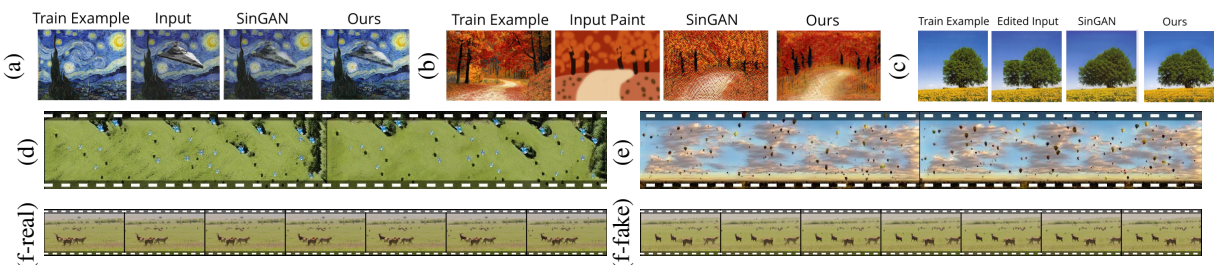 Train Example Input SinGAN Ours
(a)
Train Example Input Paint SinGAN Ours
(b)
Train Example Edited Input SinGAN Ours
(c)
(d)
(e)
(f-real)
(f-fake)